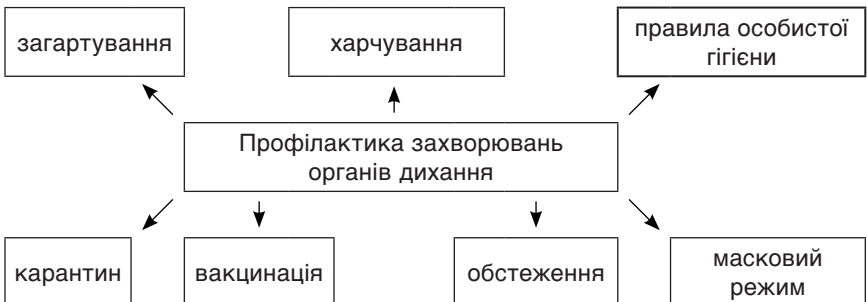 загартування
харчування
правила особистої
гігієни
Профілактика захворювань
органів дихання
карантин
вакцинація
обстеження
масковий
режим